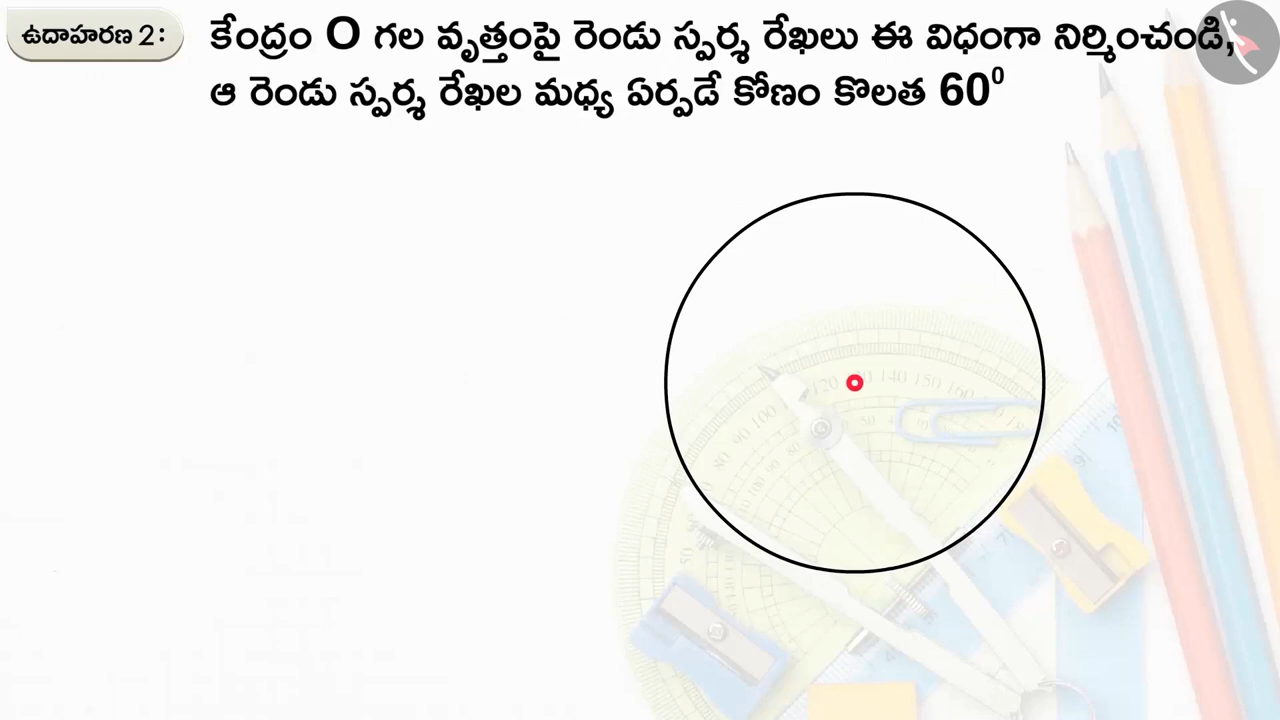 ఉదాహరణ 2:
కేంద్రం O గల వృత్తంపై రెండు స్పర్శ రేఖలు ఈ విధంగా నిర్మించండి,
ఆ రెండు స్పర్శ రేఖల మధ్య ఏర్పడే కోణం కొలత 60⁰